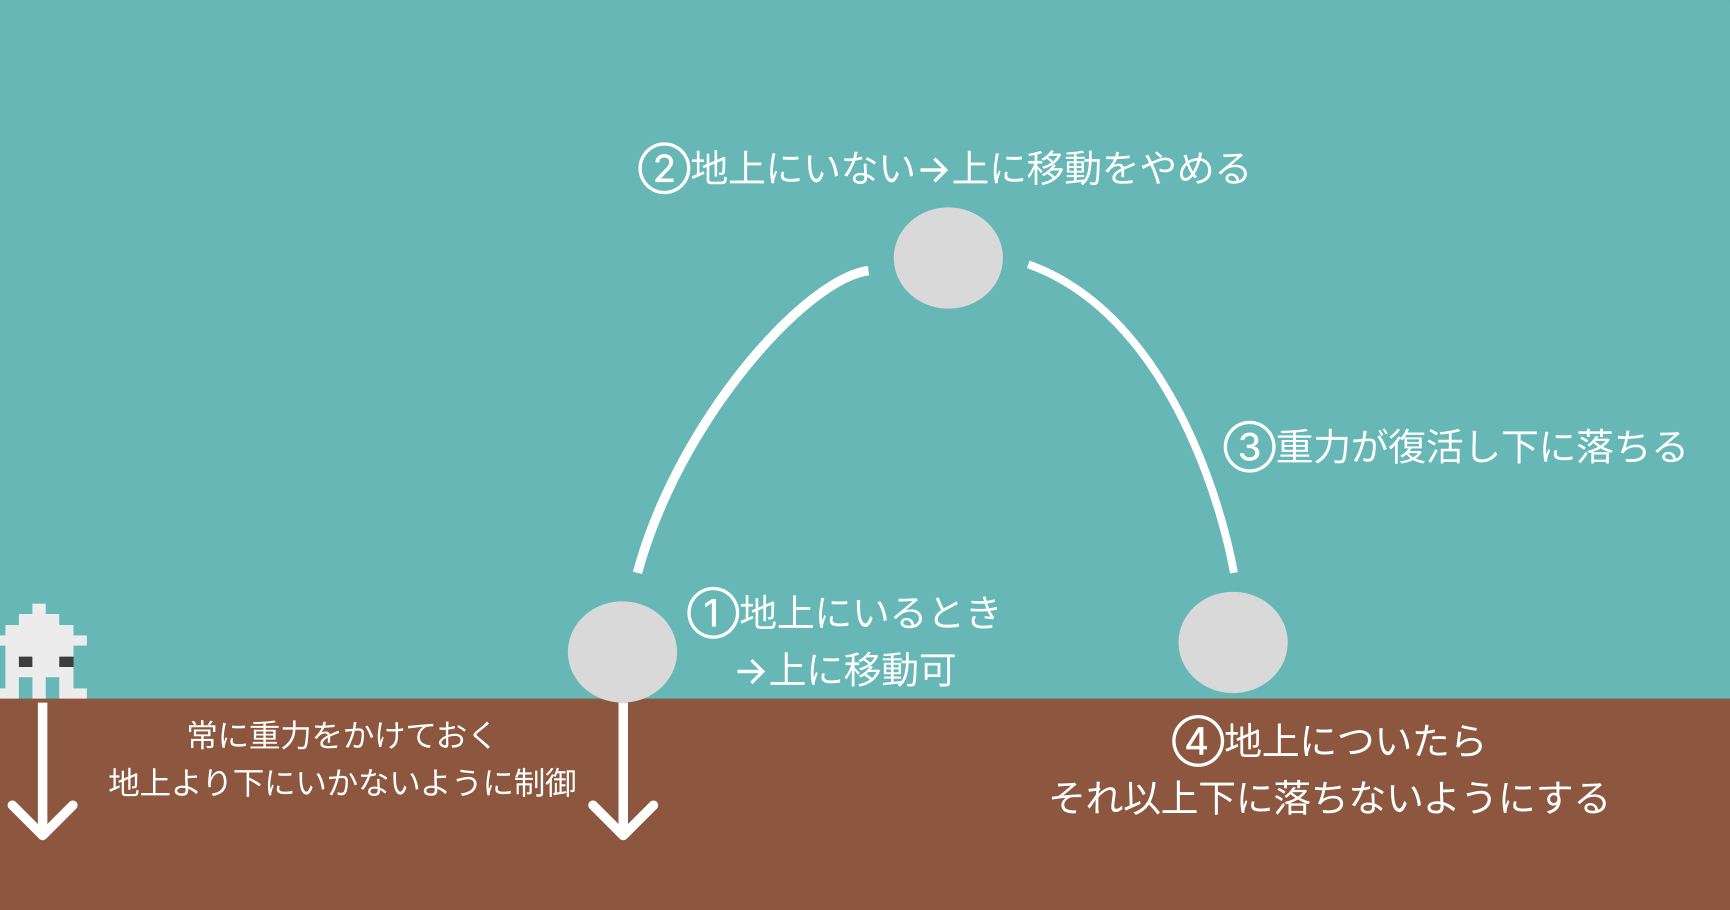 ②地上にいない→上に移動をやめる
③重力が復活し下に落ちる
①地上にいるとき
→上に移動可
常に重力をかけておく
地上より下にいかないように制御
④地上についたら
それ以上下に落ちないようにする